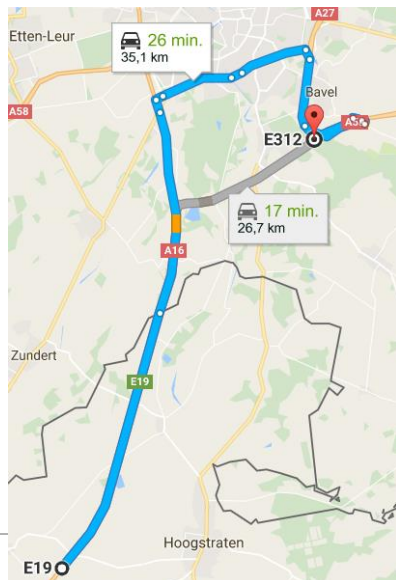 A27
Etten-Leur
26 min.
35,1 km
Bavel
A58
A58
E312
17 min.
26,7 km
A16
Zundert
E19
Hoogstraten
E19